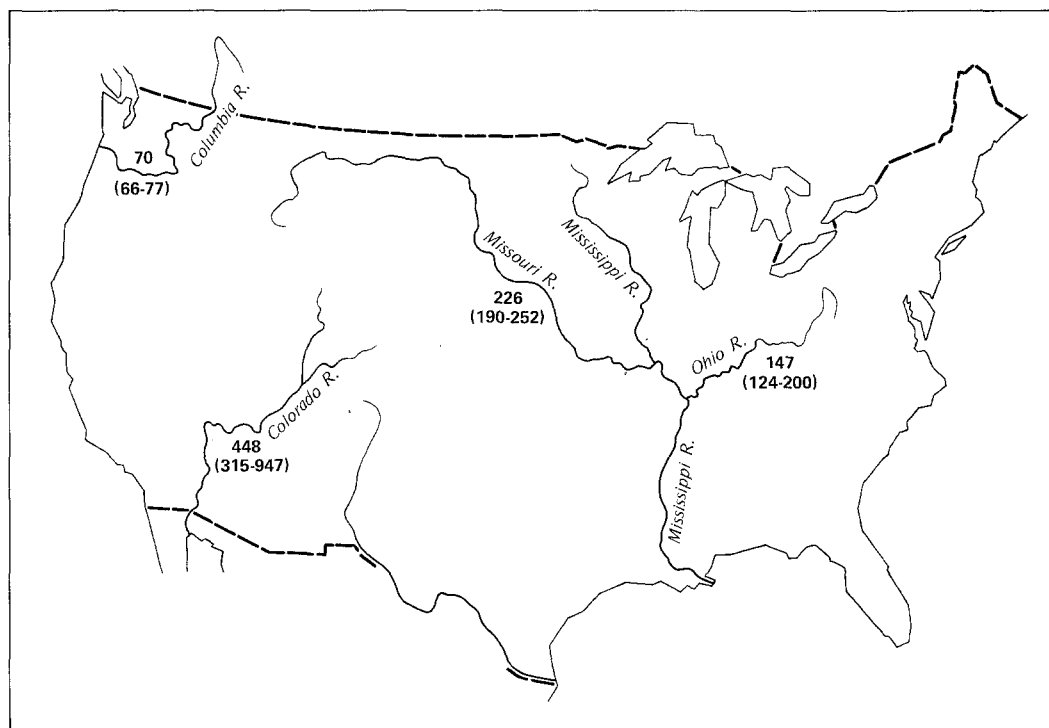 Columbia R.
70
(66-77)
Missouri R.
Mississippi R.
226
(190-252)
Ohio R.
147
(124-200)
Colorado R.
448
(315-947)
Mississippi R.